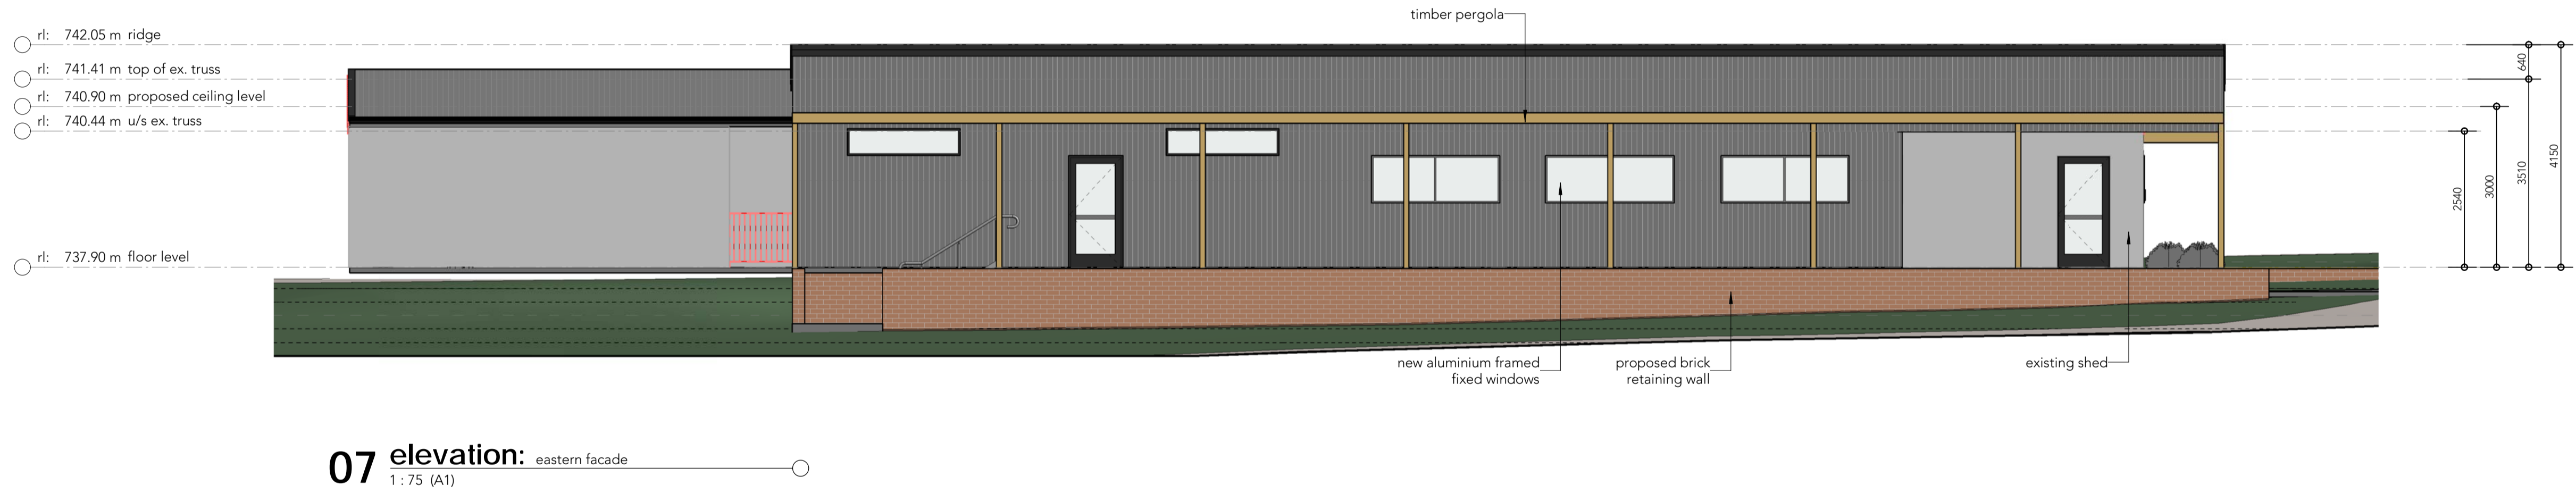 timber pergola
rl: 742.05 m ridge
rl: 741.41 m top of ex. truss
rl: 740.90 m proposed ceiling level
rl: 740.44 m u/s ex. truss
rl: 737.90 m floor level
640
2540
3000
3510
4150
new aluminium framed
fixed windows
proposed brick
retaining wall
existing shed
07 elevation: eastern facade
1 : 75 (A1)